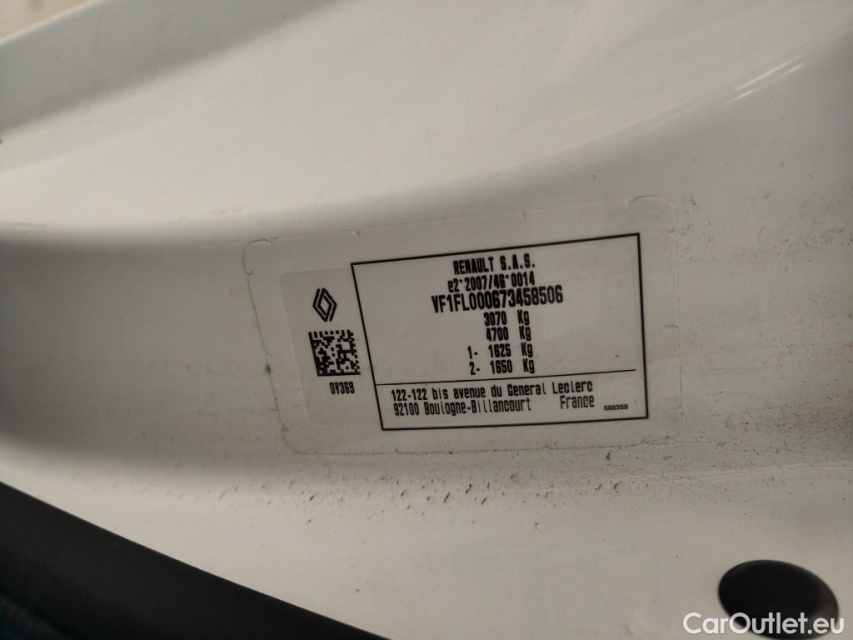 RENAULT S.A.S.
e2*2007/46*0014
VF1FL000673458506
3070 Kg
4700 Kg
1- 1625 Kg
2- 1650 Kg
0V369
122-122 bis avenue du General Leclerc
92100 Boulogne-Billancourt France
CarOutlet.eu